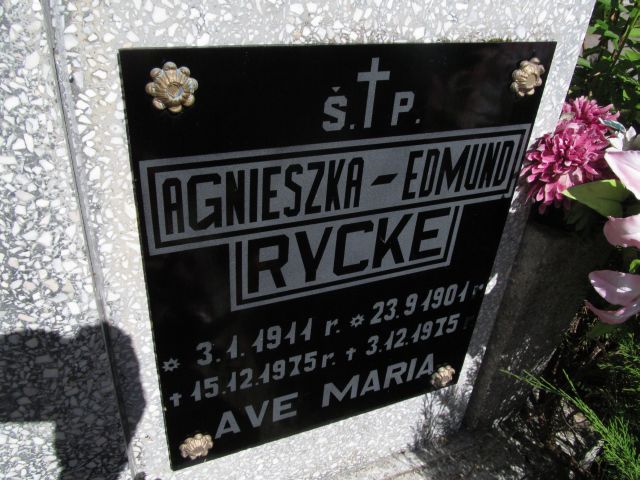 Ś. † P.
AGNIESZKA - EDMUND
RYCKE
* 3.1.1911 r. * 23.9.1901 r
† 15.12.1975 r. † 3.12.1975 r
AVE MARIA